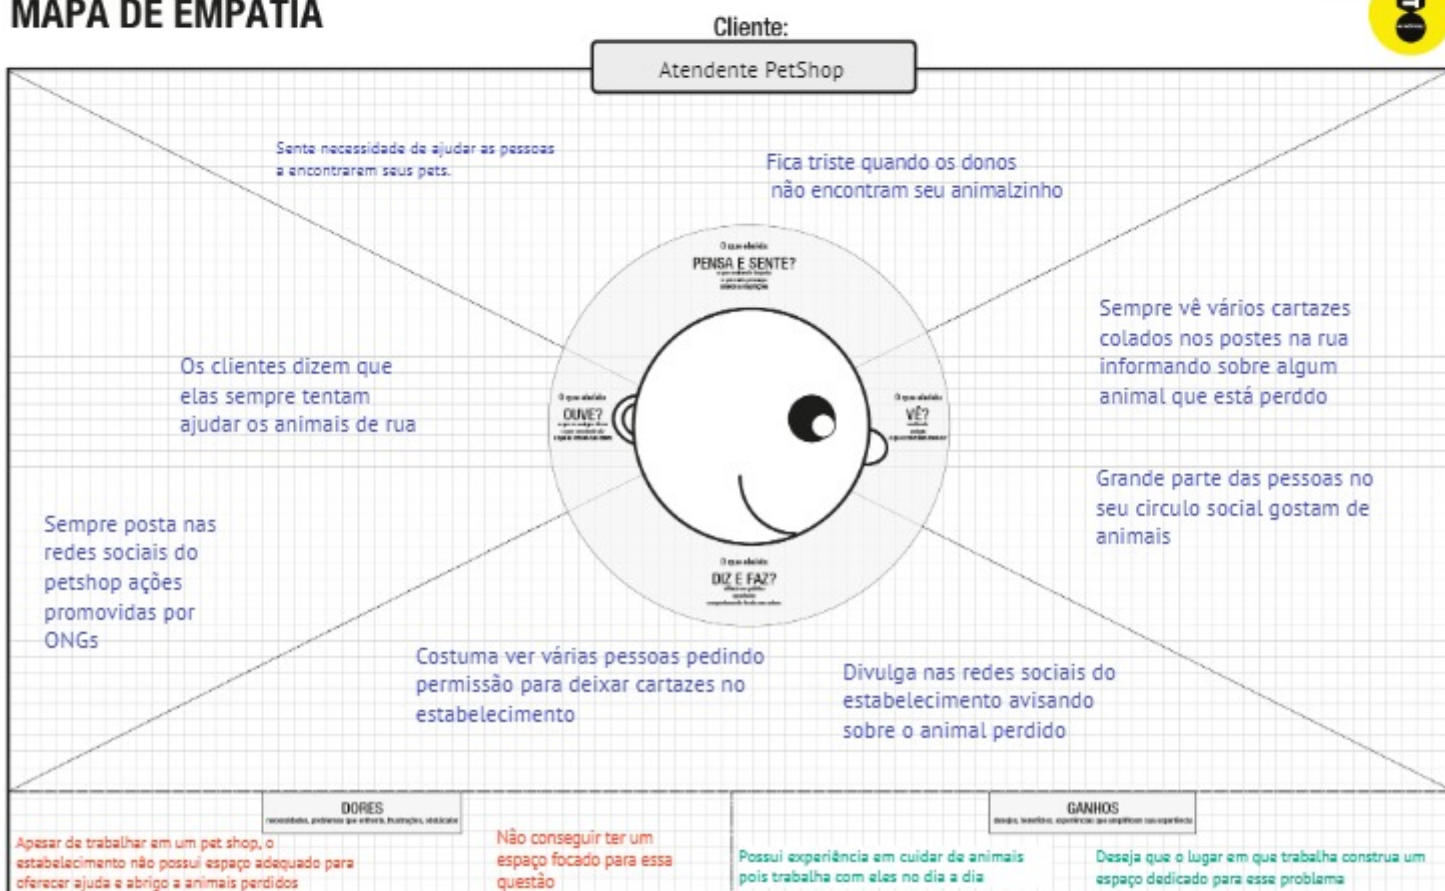 MAPA DE EMPATIA
Cliente:
Atendente PetShop
Sente necessidade de ajudar as pessoas
a encontrarem seus pets.
Fica triste quando os donos
não encontram seu animalzinho
O que ela(e)
PENSA E SENTE?
Sempre vê vários cartazes
colados nos postes na rua
informando sobre algum
animal que está perddo
Os clientes dizem que
elas sempre tentam
ajudar os animais de rua
OUVE?
VÊ?
Grande parte das pessoas no
seu circulo social gostam de
animais
Sempre posta nas
redes sociais do
petshop ações
promovidas por
ONGs
DIZ E FAZ?
Costuma ver várias pessoas pedindo
permissão para deixar cartazes no
estabelecimento
Divulga nas redes sociais do
estabelecimento avisando
sobre o animal perdido
DORES
necessidades, problemas que enfrenta, frustrações, obstáculos
Apesar de trabalhar em um pet shop, o
estabelecimento não possui espaço adequado para
oferecer ajuda e abrigo a animais perdidos
Não conseguir ter um
espaço focado para essa
questão
GANHOS
Possui experiência em cuidar de animais
pois trabalha com eles no dia a dia
Deseja que o lugar em que trabalha construa um
espaço dedicado para esse problema